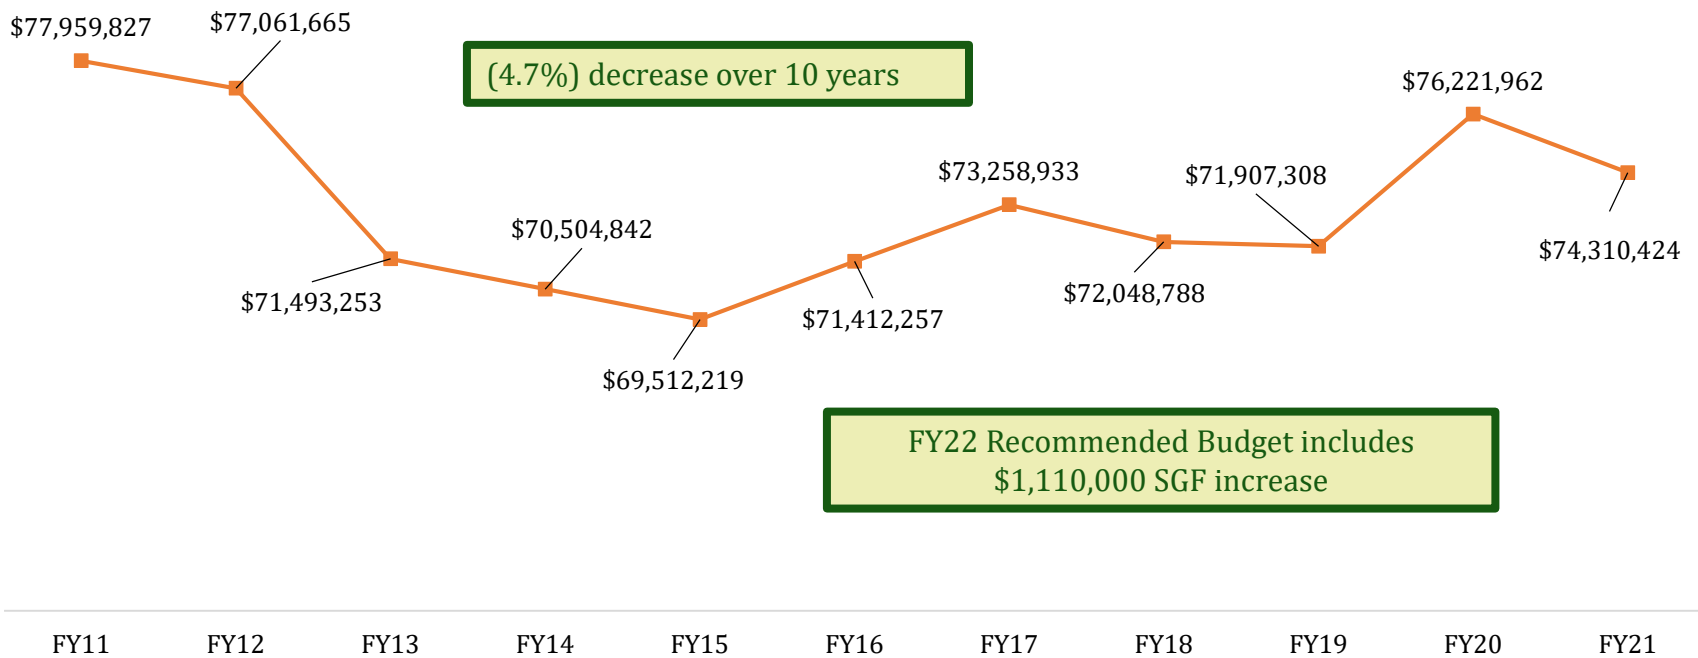 $77,959,827
$77,061,665
(4.7%) decrease over 10 years
$76,221,962
$73,258,933
$71,907,308
$70,504,842
$74,310,424
$71,493,253
$72,048,788
$71,412,257
$69,512,219
FY22 Recommended Budget includes
$1,110,000 SGF increase
FY11 FY12 FY13 FY14 FY15 FY16 FY17 FY18 FY19 FY20 FY21